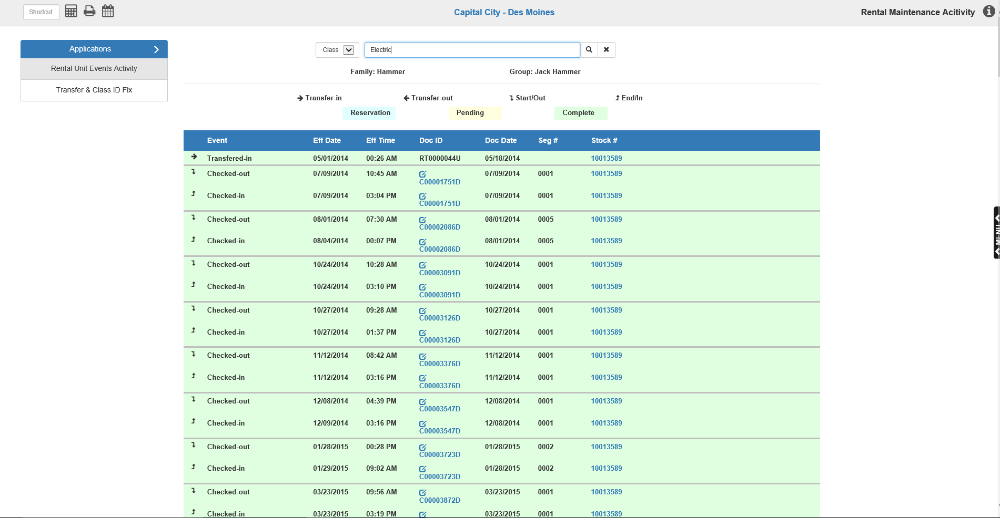 Shortcut Capital City - Des Moines Rental Maintenance Acitivity
Applications
Rental Unit Events Activity
Transfer & Class ID Fix
Class Electric
Family: Hammer Group: Jack Hammer
Transfer-in Transfer-out Start/Out End/In
Reservation Pending Complete
Event Eff Date Eff Time Doc ID Doc Date Seg # Stock #
Transfered-in 05/01/2014 00:26 AM RT0000044U 05/18/2014 10013589
Checked-out 07/09/2014 10:45 AM C00001751D 07/09/2014 0001 10013589
Checked-in 07/09/2014 03:04 PM C00001751D 07/09/2014 0001 10013589
Checked-out 08/01/2014 07:30 AM C00002086D 08/01/2014 0005 10013589
Checked-in 08/04/2014 00:07 PM C00002086D 08/01/2014 0005 10013589
Checked-out 10/24/2014 10:28 AM C00003091D 10/24/2014 0001 10013589
Checked-in 10/24/2014 03:10 PM C00003091D 10/24/2014 0001 10013589
Checked-out 10/27/2014 09:28 AM C00003126D 10/27/2014 0001 10013589
Checked-in 10/27/2014 01:37 PM C00003126D 10/27/2014 0001 10013589
Checked-out 11/12/2014 08:42 AM C00003376D 11/12/2014 0001 10013589
Checked-in 11/12/2014 03:16 PM C00003376D 11/12/2014 0001 10013589
Checked-out 12/08/2014 04:39 PM C00003547D 12/08/2014 0001 10013589
Checked-in 12/09/2014 03:16 PM C00003547D 12/08/2014 0001 10013589
Checked-out 01/28/2015 00:28 PM C00003723D 01/28/2015 0002 10013589
Checked-in 01/29/2015 09:02 AM C00003723D 01/28/2015 0002 10013589
Checked-out 03/23/2015 09:56 AM C00003872D 03/23/2015 0001 10013589
Checked-in 03/23/2015 03:19 PM 03/23/2015 0001 10013589
MENU